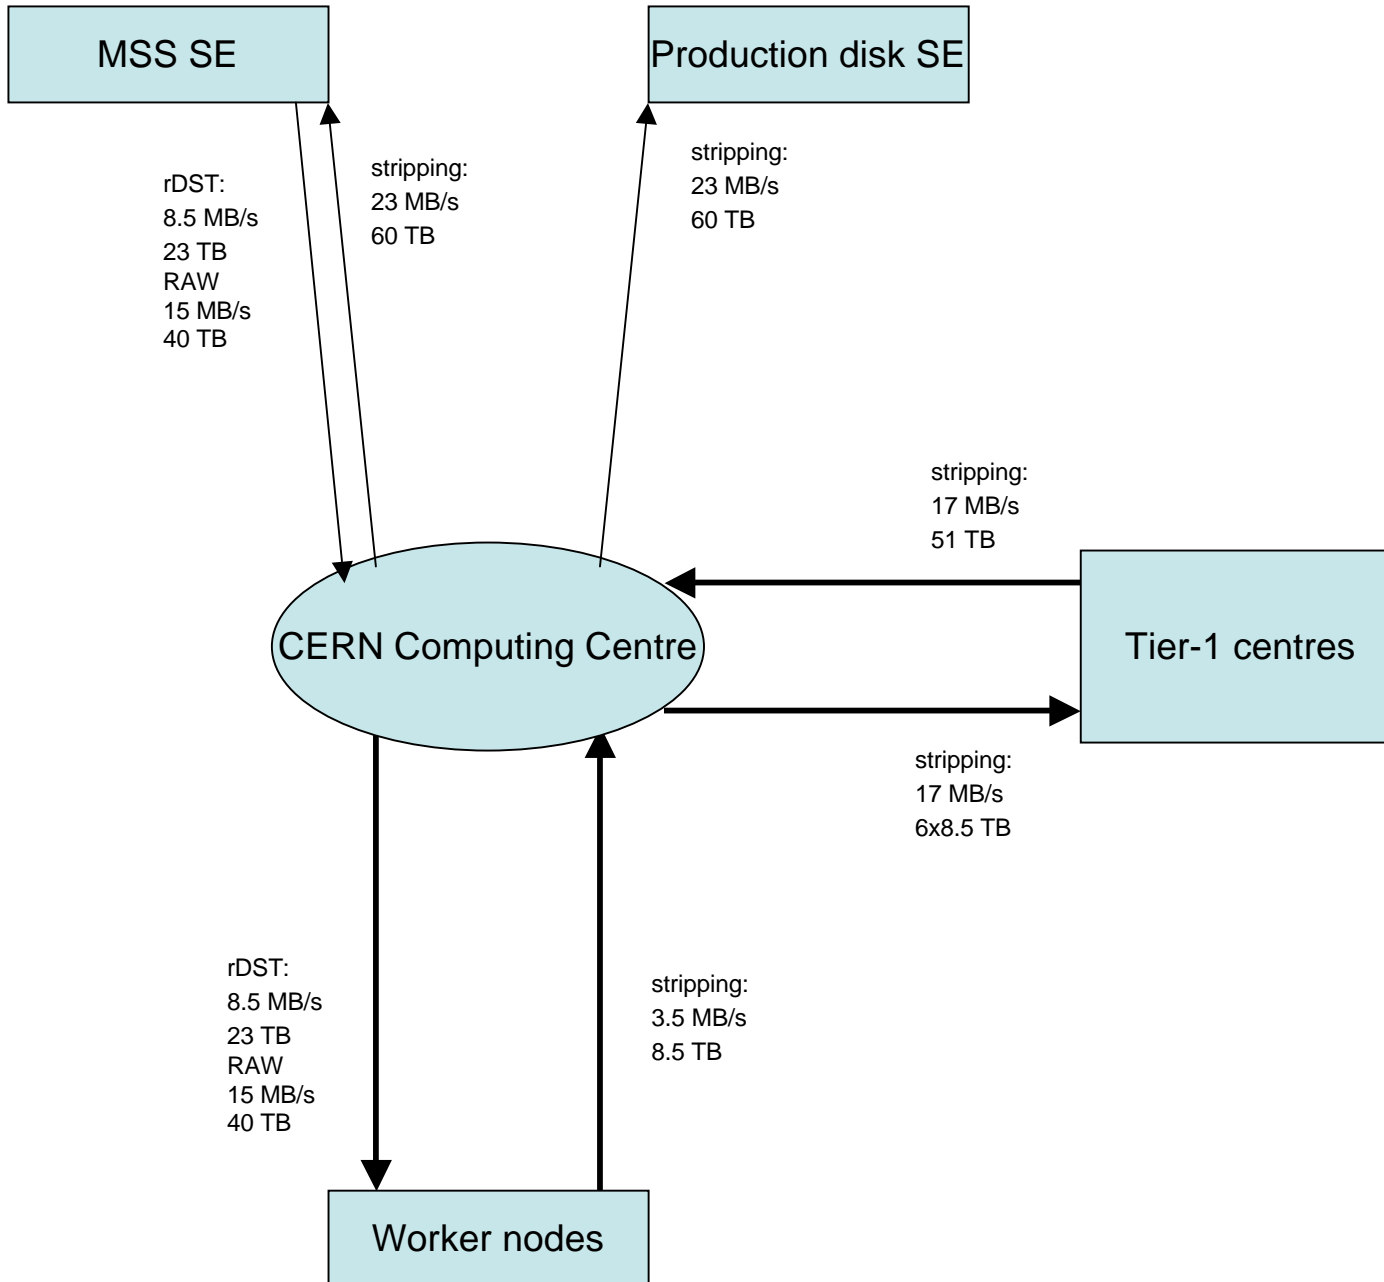 MSS SE
Production disk SE
rDST:
8.5 MB/s
23 TB
RAW
15 MB/s
40 TB
stripping:
23 MB/s
60 TB
stripping:
23 MB/s
60 TB
stripping:
17 MB/s
51 TB
CERN Computing Centre
Tier-1 centres
stripping:
17 MB/s
6x8.5 TB
rDST:
8.5 MB/s
23 TB
RAW
15 MB/s
40 TB
stripping:
3.5 MB/s
8.5 TB
Worker nodes